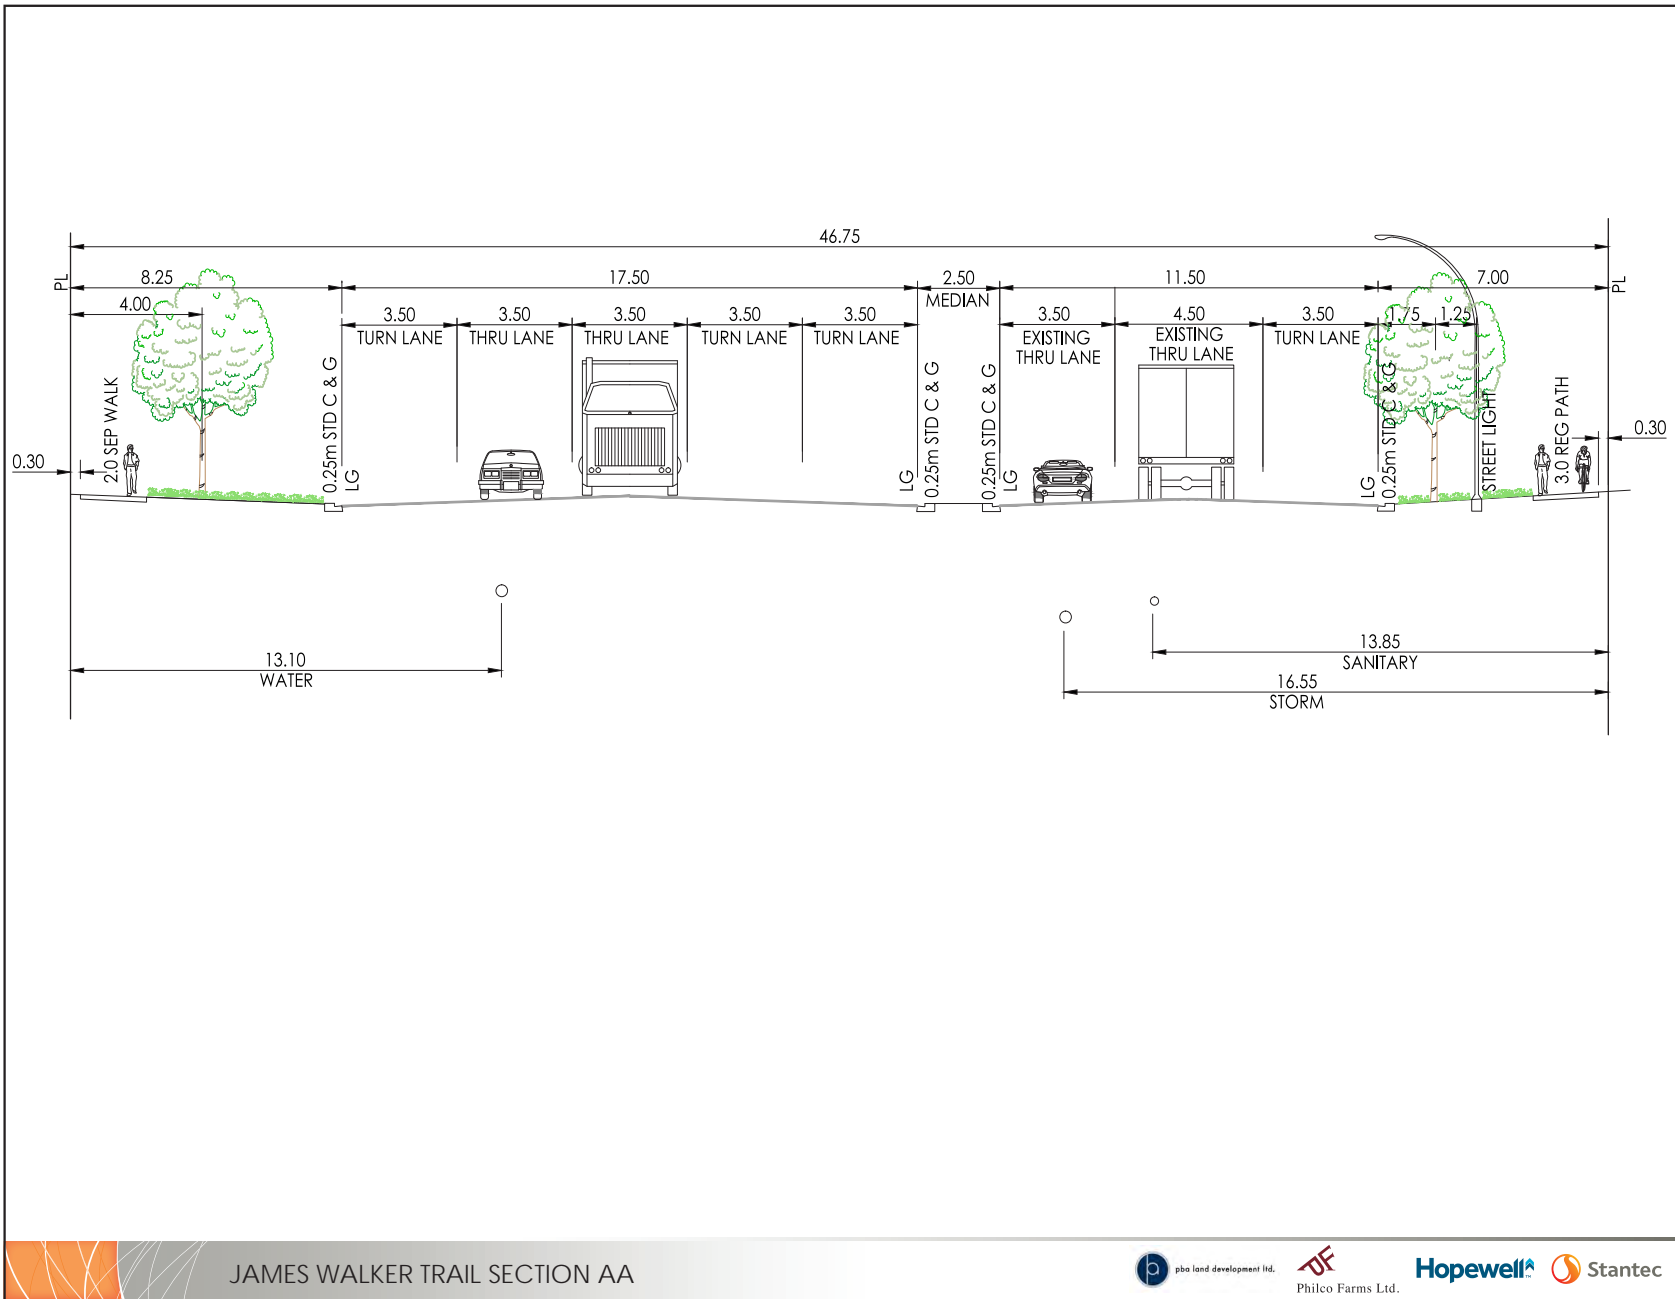 46.75
PL
8.25
17.50
2.50
MEDIAN
11.50
7.00
PL
4.00
3.50
TURN LANE
3.50
THRU LANE
3.50
THRU LANE
3.50
TURN LANE
3.50
TURN LANE
3.50
EXISTING
THRU LANE
4.50
EXISTING
THRU LANE
3.50
TURN LANE
1.75
1.25
0.30
2.0 SEP WALK
0.25m STD C & G
LG
LG
0.25m STD C & G
0.25m STD C & G
LG
LG
0.25m STD C & G
STREET LIGHT
3.0 REG PATH
0.30
13.10
WATER
13.85
SANITARY
16.55
STORM
JAMES WALKER TRAIL SECTION AA
p
pba land development ltd.
PF
Philco Farms Ltd.
Hopewell
Stantec